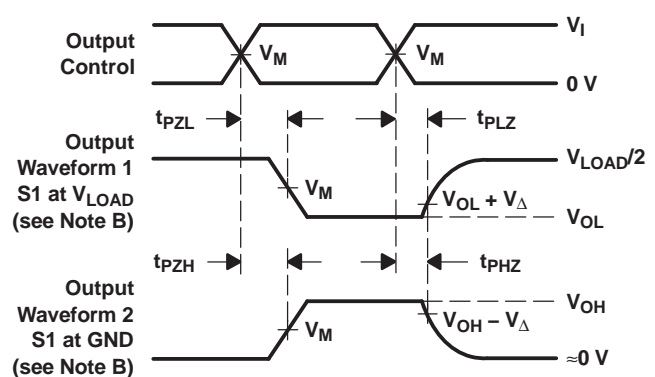 Output
Control
V_I
V_M
V_M
0 V
t_PZL
t_PLZ
Output
Waveform 1
S1 at V_LOAD
(see Note B)
V_LOAD/2
V_M
V_OL + V_Δ
V_OL
t_PZH
t_PHZ
Output
Waveform 2
S1 at GND
(see Note B)
V_OH
V_M
V_OH − V_Δ
≈0 V